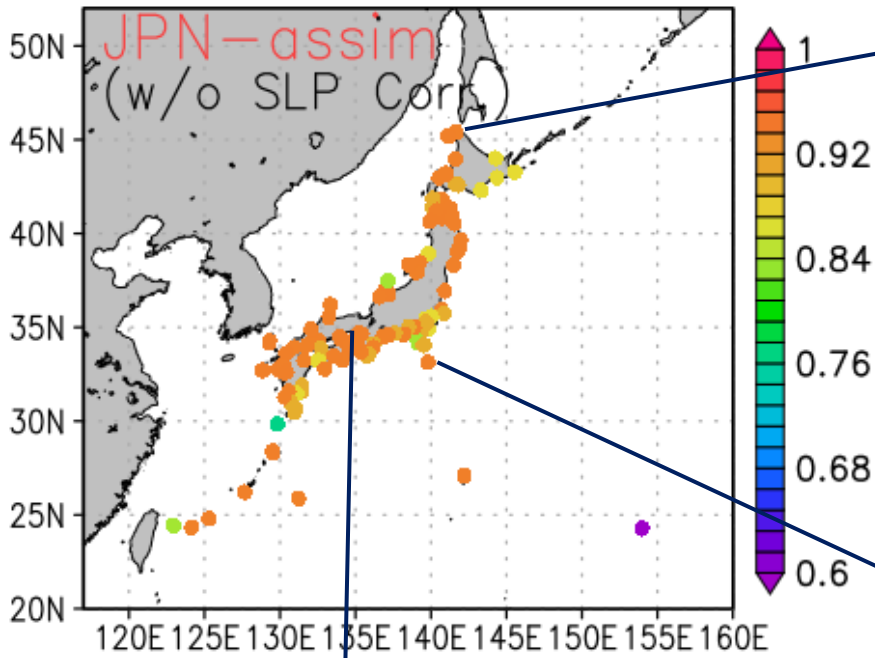 JPN-assim
(w/o SLP Corr.)
50N
45N
40N
35N
30N
25N
20N
120E 125E 130E 135E 140E 145E 150E 155E 160E
1
0.92
0.84
0.76
0.68
0.6